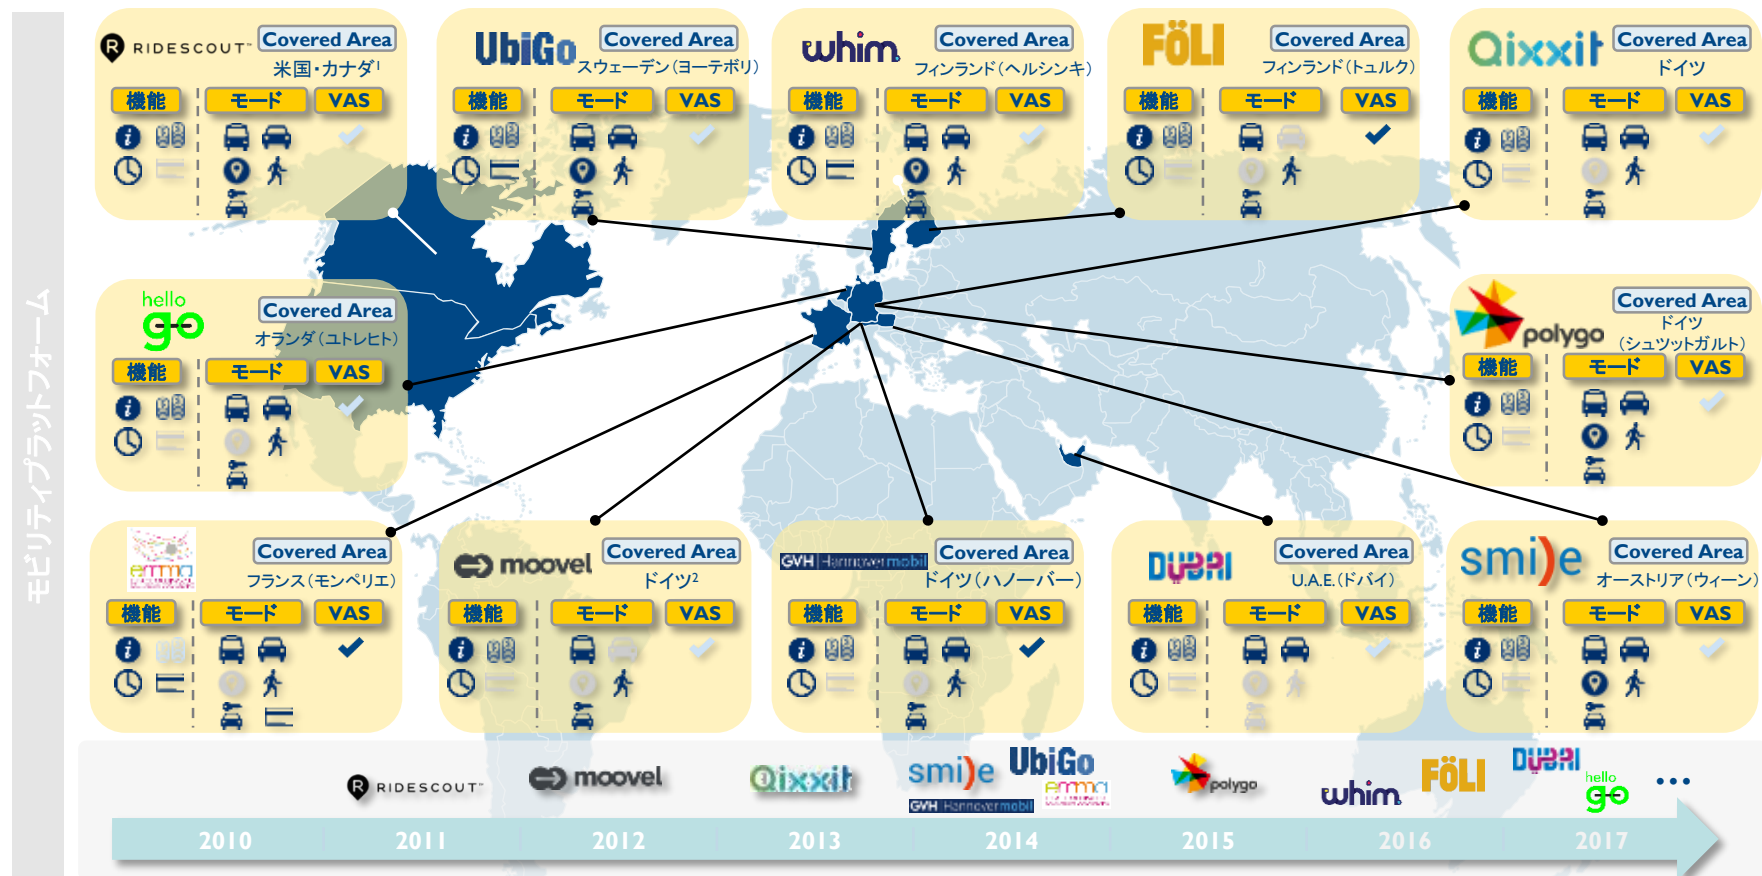 モビリティプラットフォーム
RIDESCOUT™
Covered Area
米国・カナダ1
機能
モード
VAS
UbiGo
Covered Area
スウェーデン(ヨーテボリ)
機能
モード
VAS
whim
Covered Area
フィンランド(ヘルシンキ)
機能
モード
VAS
FÖLI
Covered Area
フィンランド(トュルク)
機能
モード
VAS
Qixxit
Covered Area
ドイツ
機能
モード
VAS
hello
go
Covered Area
オランダ(ユトレヒト)
機能
モード
VAS
polygo
Covered Area
ドイツ
(シュツットガルト)
機能
モード
VAS
emma
Covered Area
フランス(モンペリエ)
機能
モード
VAS
moovel
Covered Area
ドイツ2
機能
モード
VAS
GVH Hannovermobil
Covered Area
ドイツ(ハノーバー)
機能
モード
VAS
DUBAI
Covered Area
U.A.E.(ドバイ)
機能
モード
VAS
smile
Covered Area
オーストリア(ウィーン)
機能
モード
VAS
RIDESCOUT™
moovel
Qixxit
smile
UbiGo
GVH Hannovermobil
emma
polygo
whim
FÖLI
DUBAI
hello
go
...
2010
2011
2012
2013
2014
2015
2016
2017